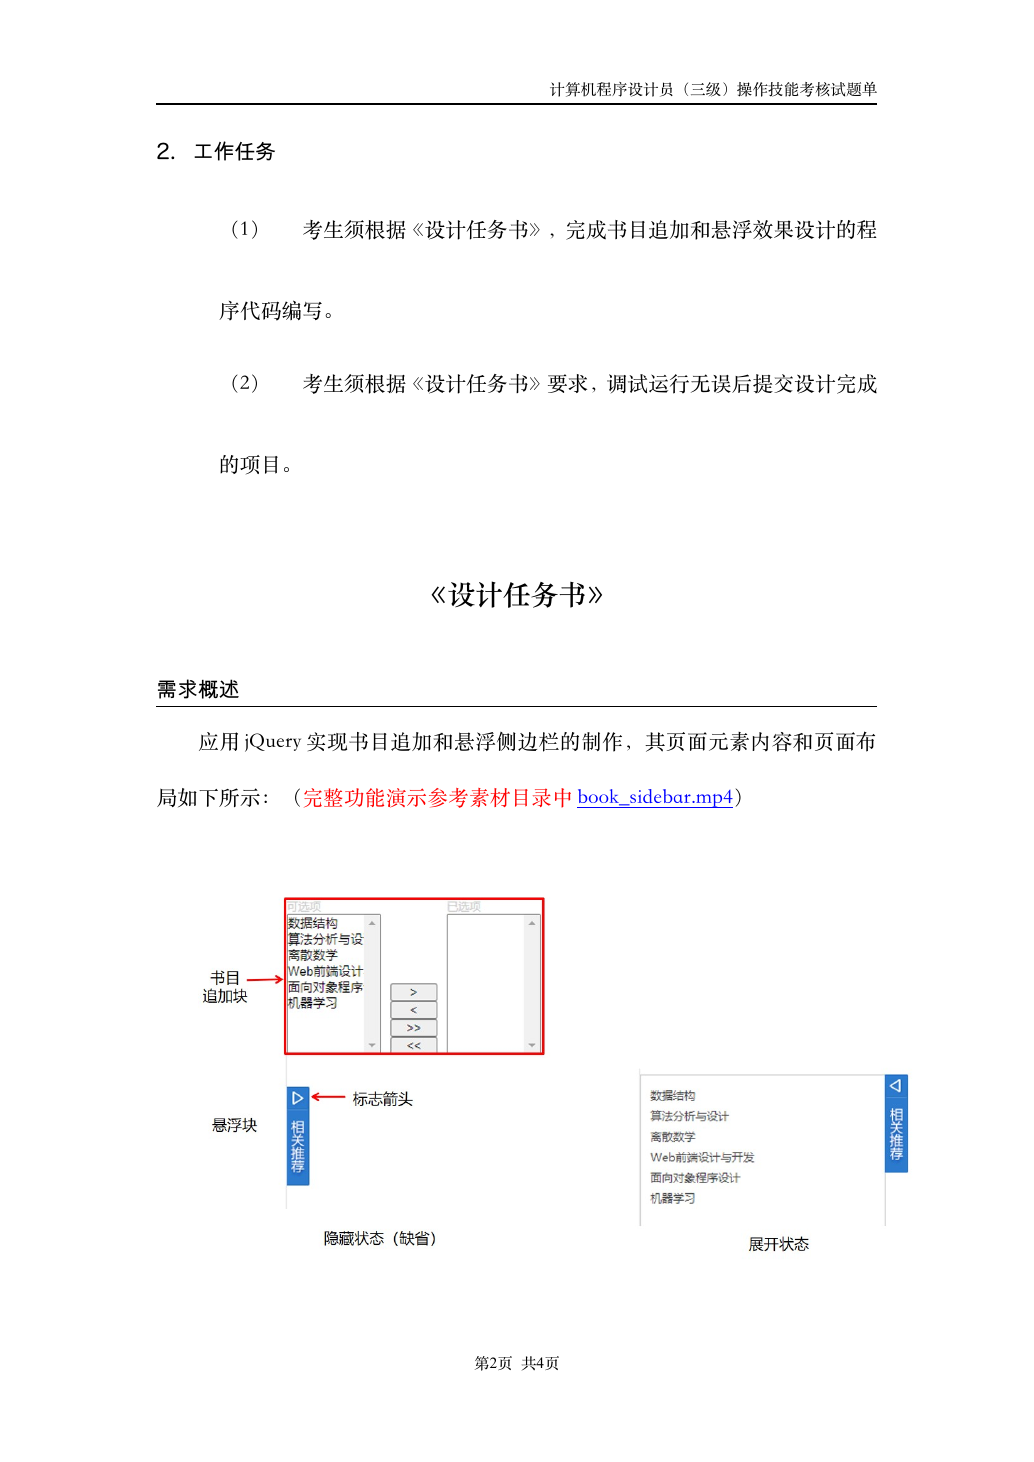 计算机程序设计员（三级）操作技能考核试题单
2. 工作任务
（1） 考生须根据《设计任务书》，完成书目追加和悬浮效果设计的程
序代码编写。
（2） 考生须根据《设计任务书》要求，调试运行无误后提交设计完成
的项目。
《设计任务书》
需求概述
应用 jQuery 实现书目追加和悬浮侧边栏的制作，其页面元素内容和页面布
局如下所示：（完整功能演示参考素材目录中 book_sidebar.mp4）
可选项
已选项
数据结构
算法分析与设
离散数学
Web前端设计
面向对象程序
机器学习
>
<
>>
<<
书目
追加块
标志箭头
悬浮块
相关推荐
隐藏状态（缺省）
数据结构
算法分析与设计
离散数学
Web前端设计与开发
面向对象程序设计
机器学习
相关推荐
展开状态
第2页 共4页